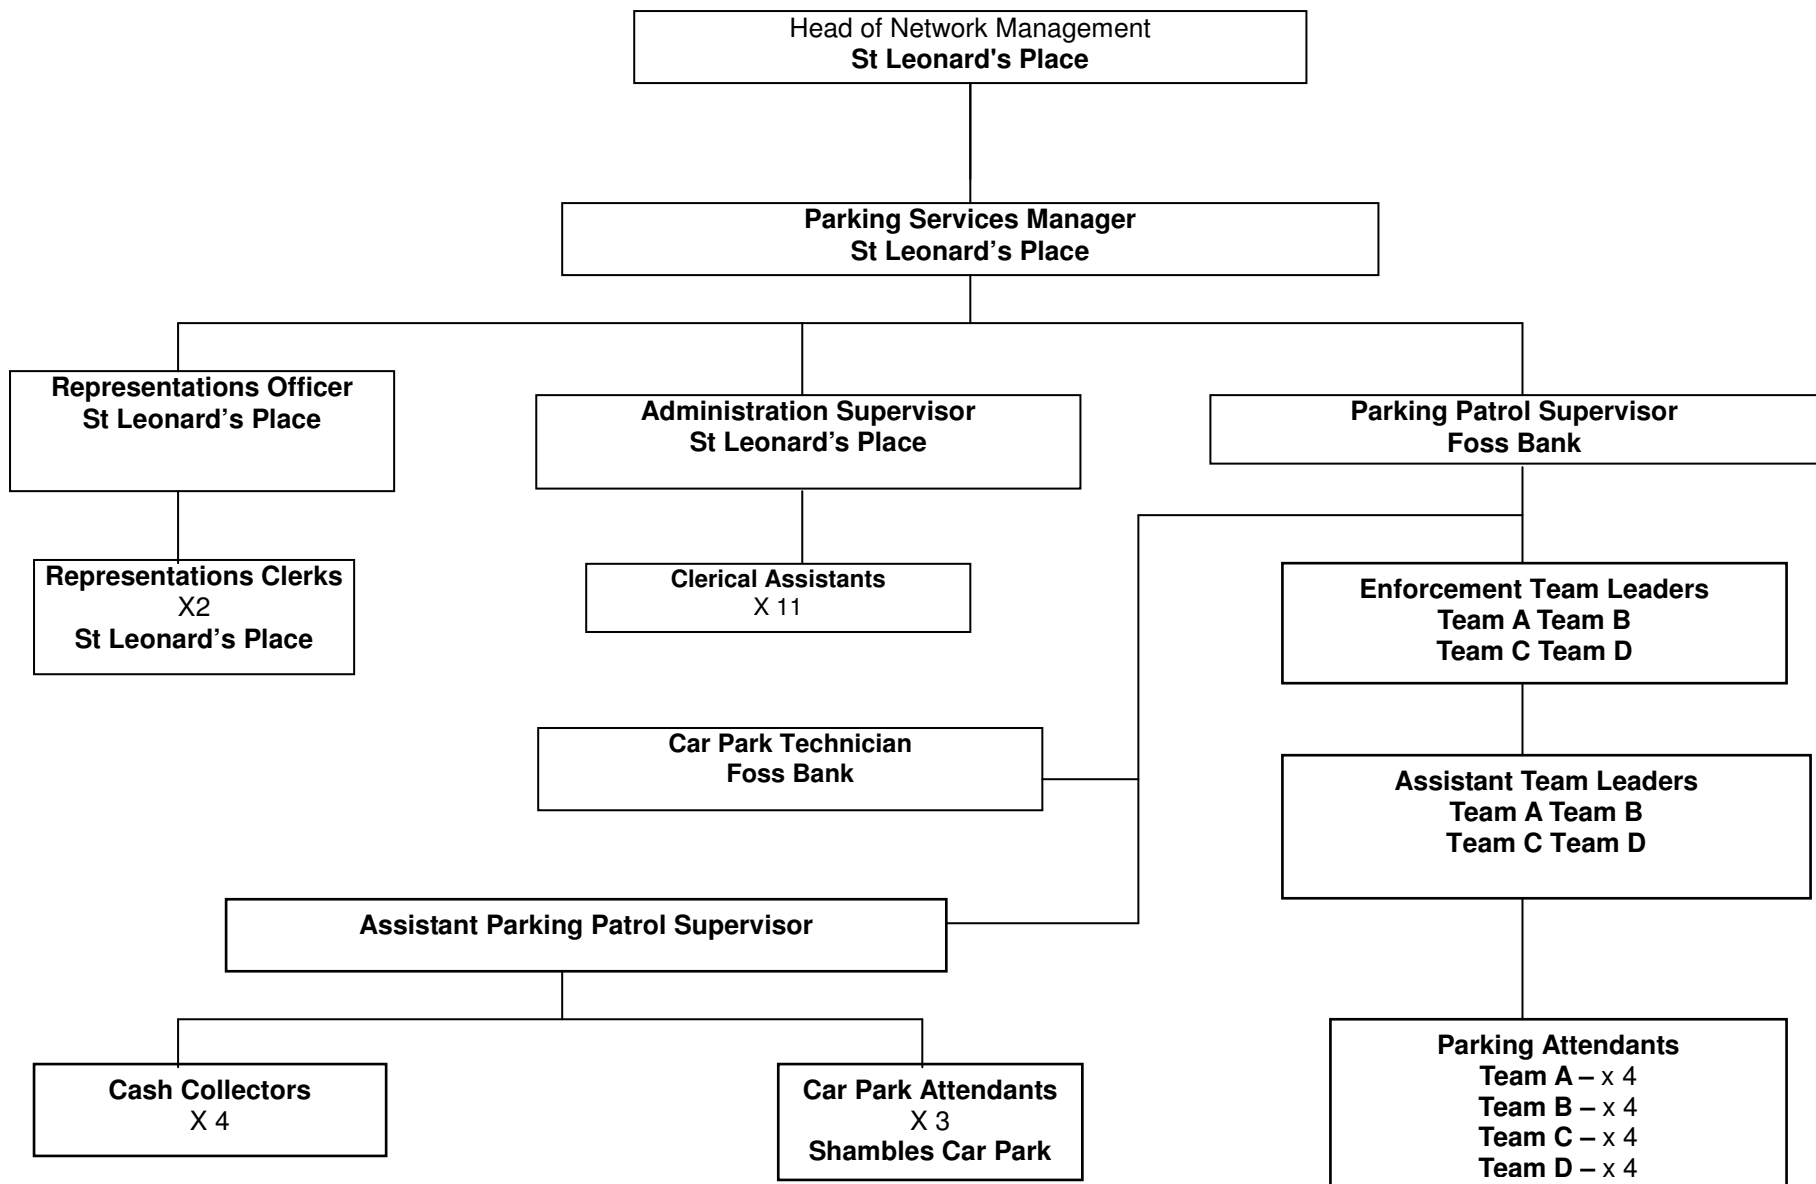 Head of Network Management
St Leonard's Place
Parking Services Manager
St Leonard’s Place
Representations Officer
St Leonard’s Place
Administration Supervisor
St Leonard’s Place
Parking Patrol Supervisor
Foss Bank
Representations Clerks
X2
St Leonard’s Place
Clerical Assistants
X 11
Enforcement Team Leaders
Team A Team B
Team C Team D
Car Park Technician
Foss Bank
Assistant Team Leaders
Team A Team B
Team C Team D
Assistant Parking Patrol Supervisor
Cash Collectors
X 4
Car Park Attendants
X 3
Shambles Car Park
Parking Attendants
Team A – x 4
Team B – x 4
Team C – x 4
Team D – x 4